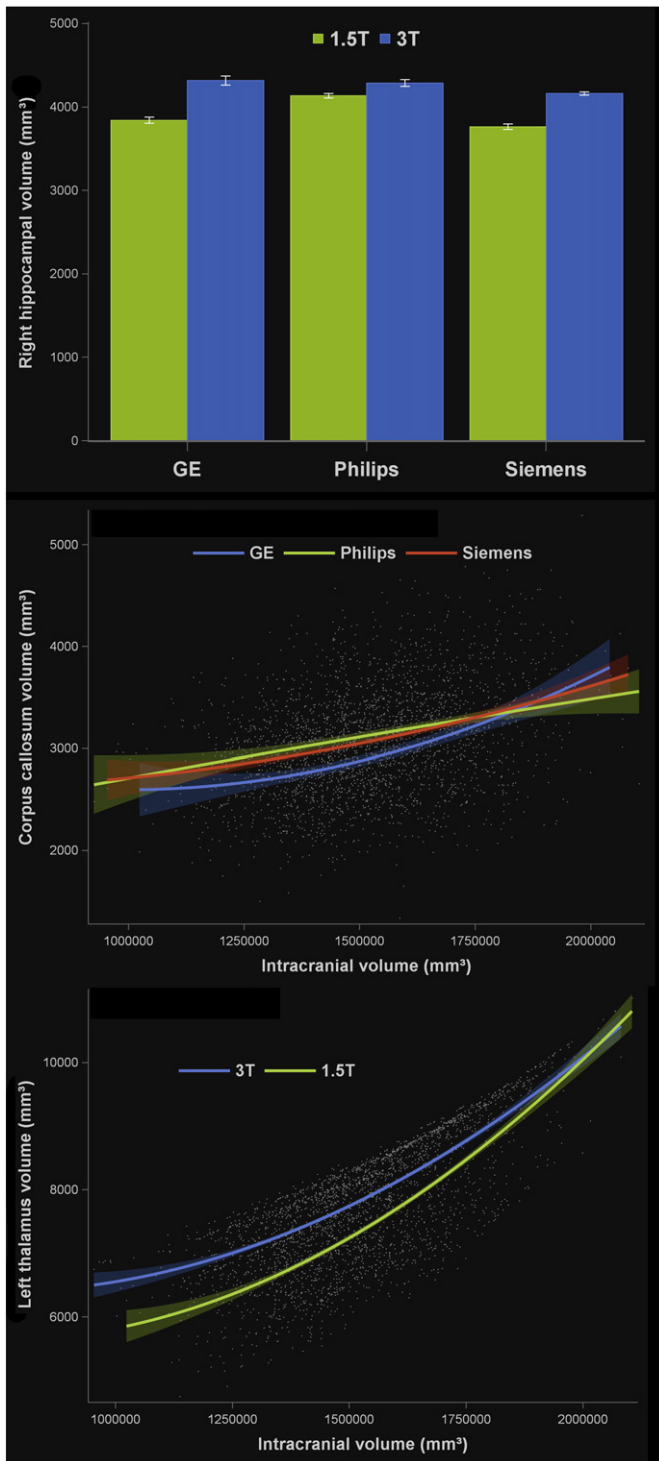 5000
1.5T 3T
4000
3000
2000
1000
0
Right hippocampal volume (mm³)
GE Philips Siemens
5000
GE Philips Siemens
4000
3000
2000
Corpus callosum volume (mm³)
1000000 1250000 1500000 1750000 2000000
Intracranial volume (mm³)
10000
3T 1.5T
8000
6000
Left thalamus volume (mm³)
1000000 1250000 1500000 1750000 2000000
Intracranial volume (mm³)